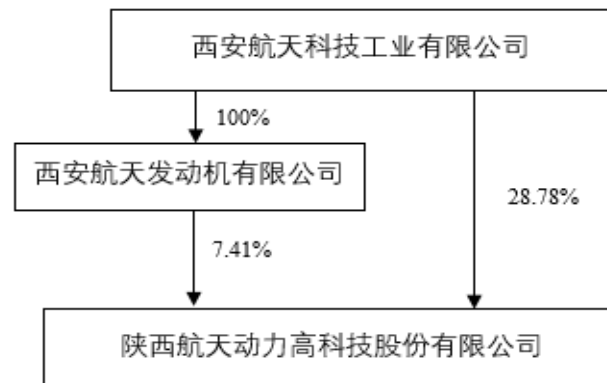 西安航天科技工业有限公司
100%
西安航天发动机有限公司
28.78%
7.41%
陕西航天动力高科技股份有限公司